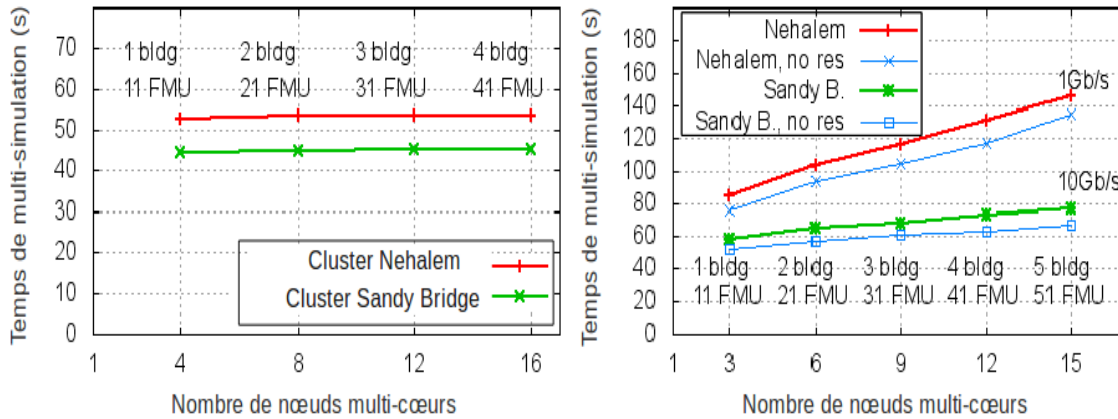 Temps de multi-simulation (s)
70
60
50
40
30
20
10
0
1 bldg 2 bldg 3 bldg 4 bldg
11 FMU 21 FMU 31 FMU 41 FMU
Cluster Nehalem
Cluster Sandy Bridge
1 4 8 12 16
Nombre de nœuds multi-cœurs
Temps de multi-simulation (s)
180
160
140
120
100
80
60
40
20
0
Nehalem
Nehalem, no res
Sandy B.
Sandy B., no res
1Gb/s
10Gb/s
1 bldg 2 bldg 3 bldg 4 bldg 5 bldg
11 FMU 21 FMU 31 FMU 41 FMU 51 FMU
1 3 6 9 12 15
Nombre de nœuds multi-cœurs